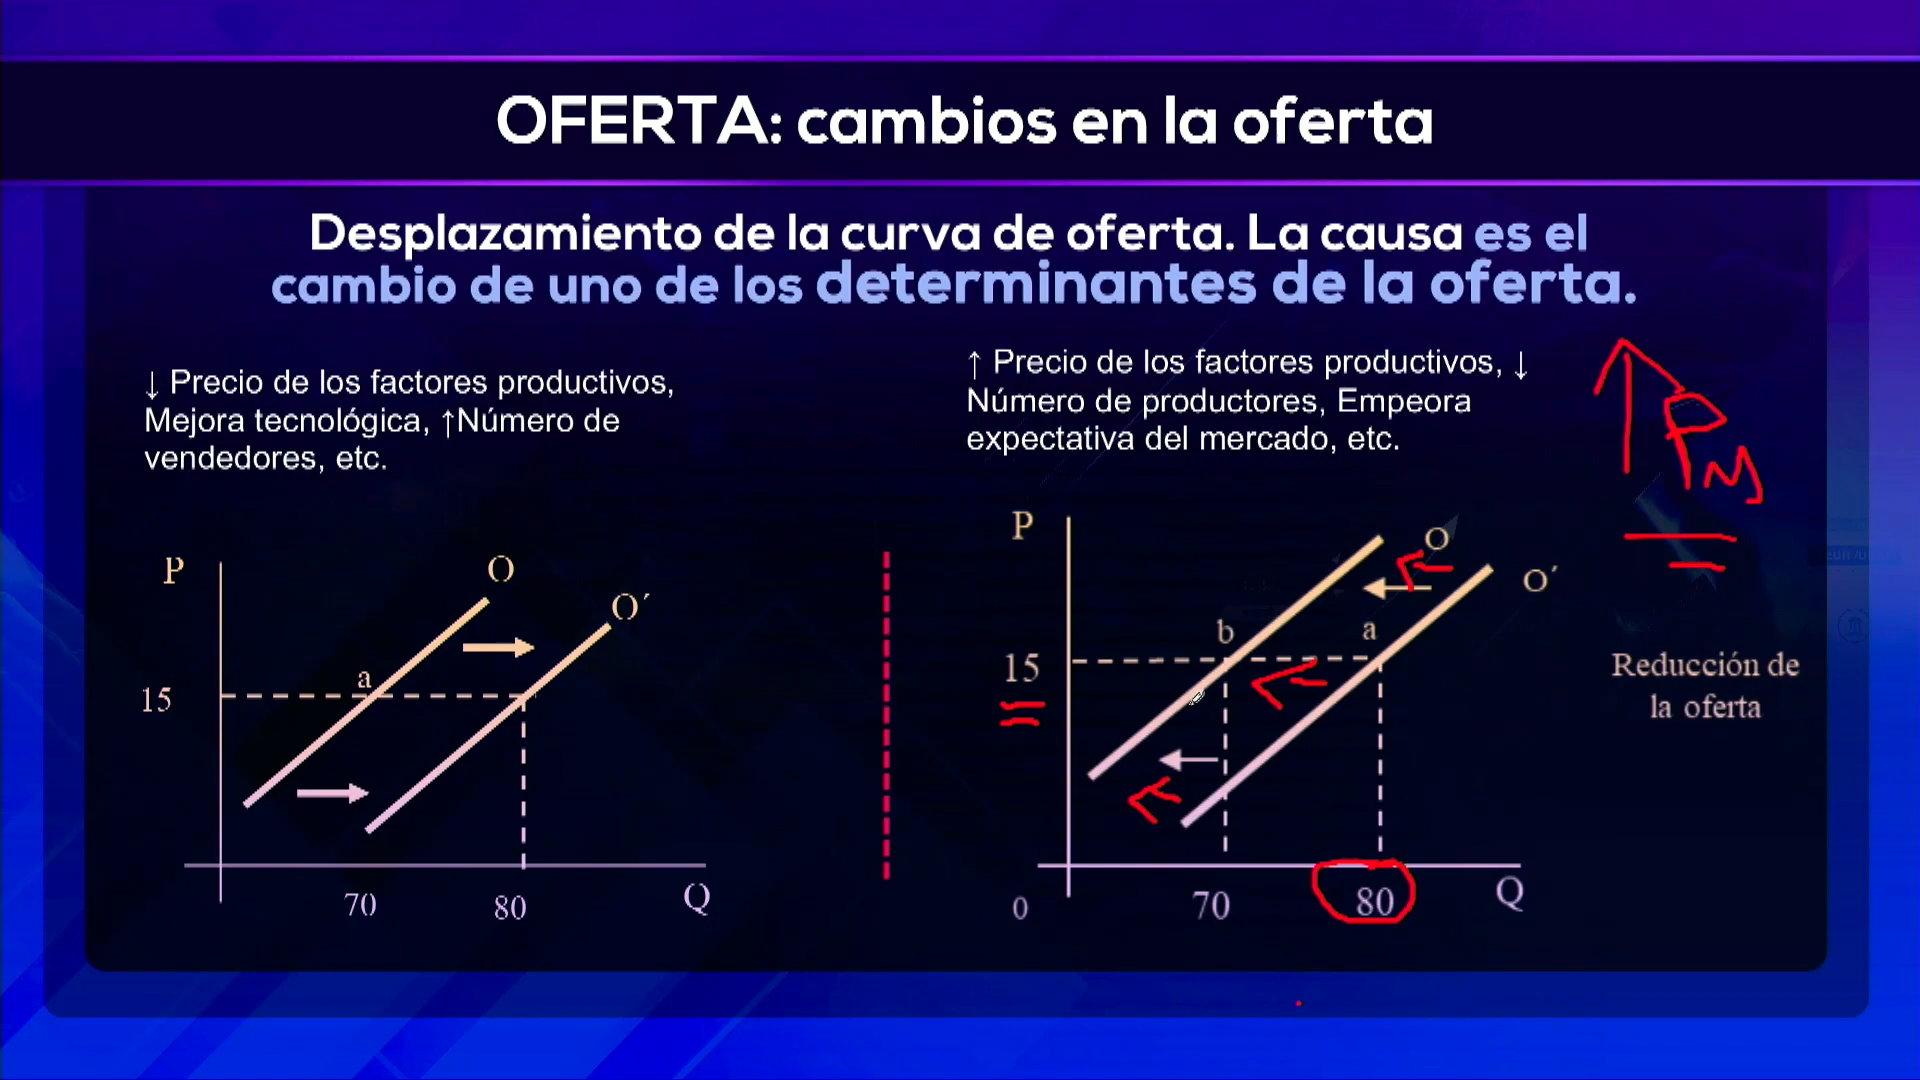 OFERTA: cambios en la oferta
Desplazamiento de la curva de oferta. La causa es el
cambio de uno de los determinantes de la oferta.
↓ Precio de los factores productivos,
Mejora tecnológica, ↑Número de
vendedores, etc.
P
O
O´
a
15
70
80
Q
↑ Precio de los factores productivos, ↓
Número de productores, Empeora
expectativa del mercado, etc.
↑ PM
P
O
O´
b
a
15
0
70
80
Q
Reducción de
la oferta